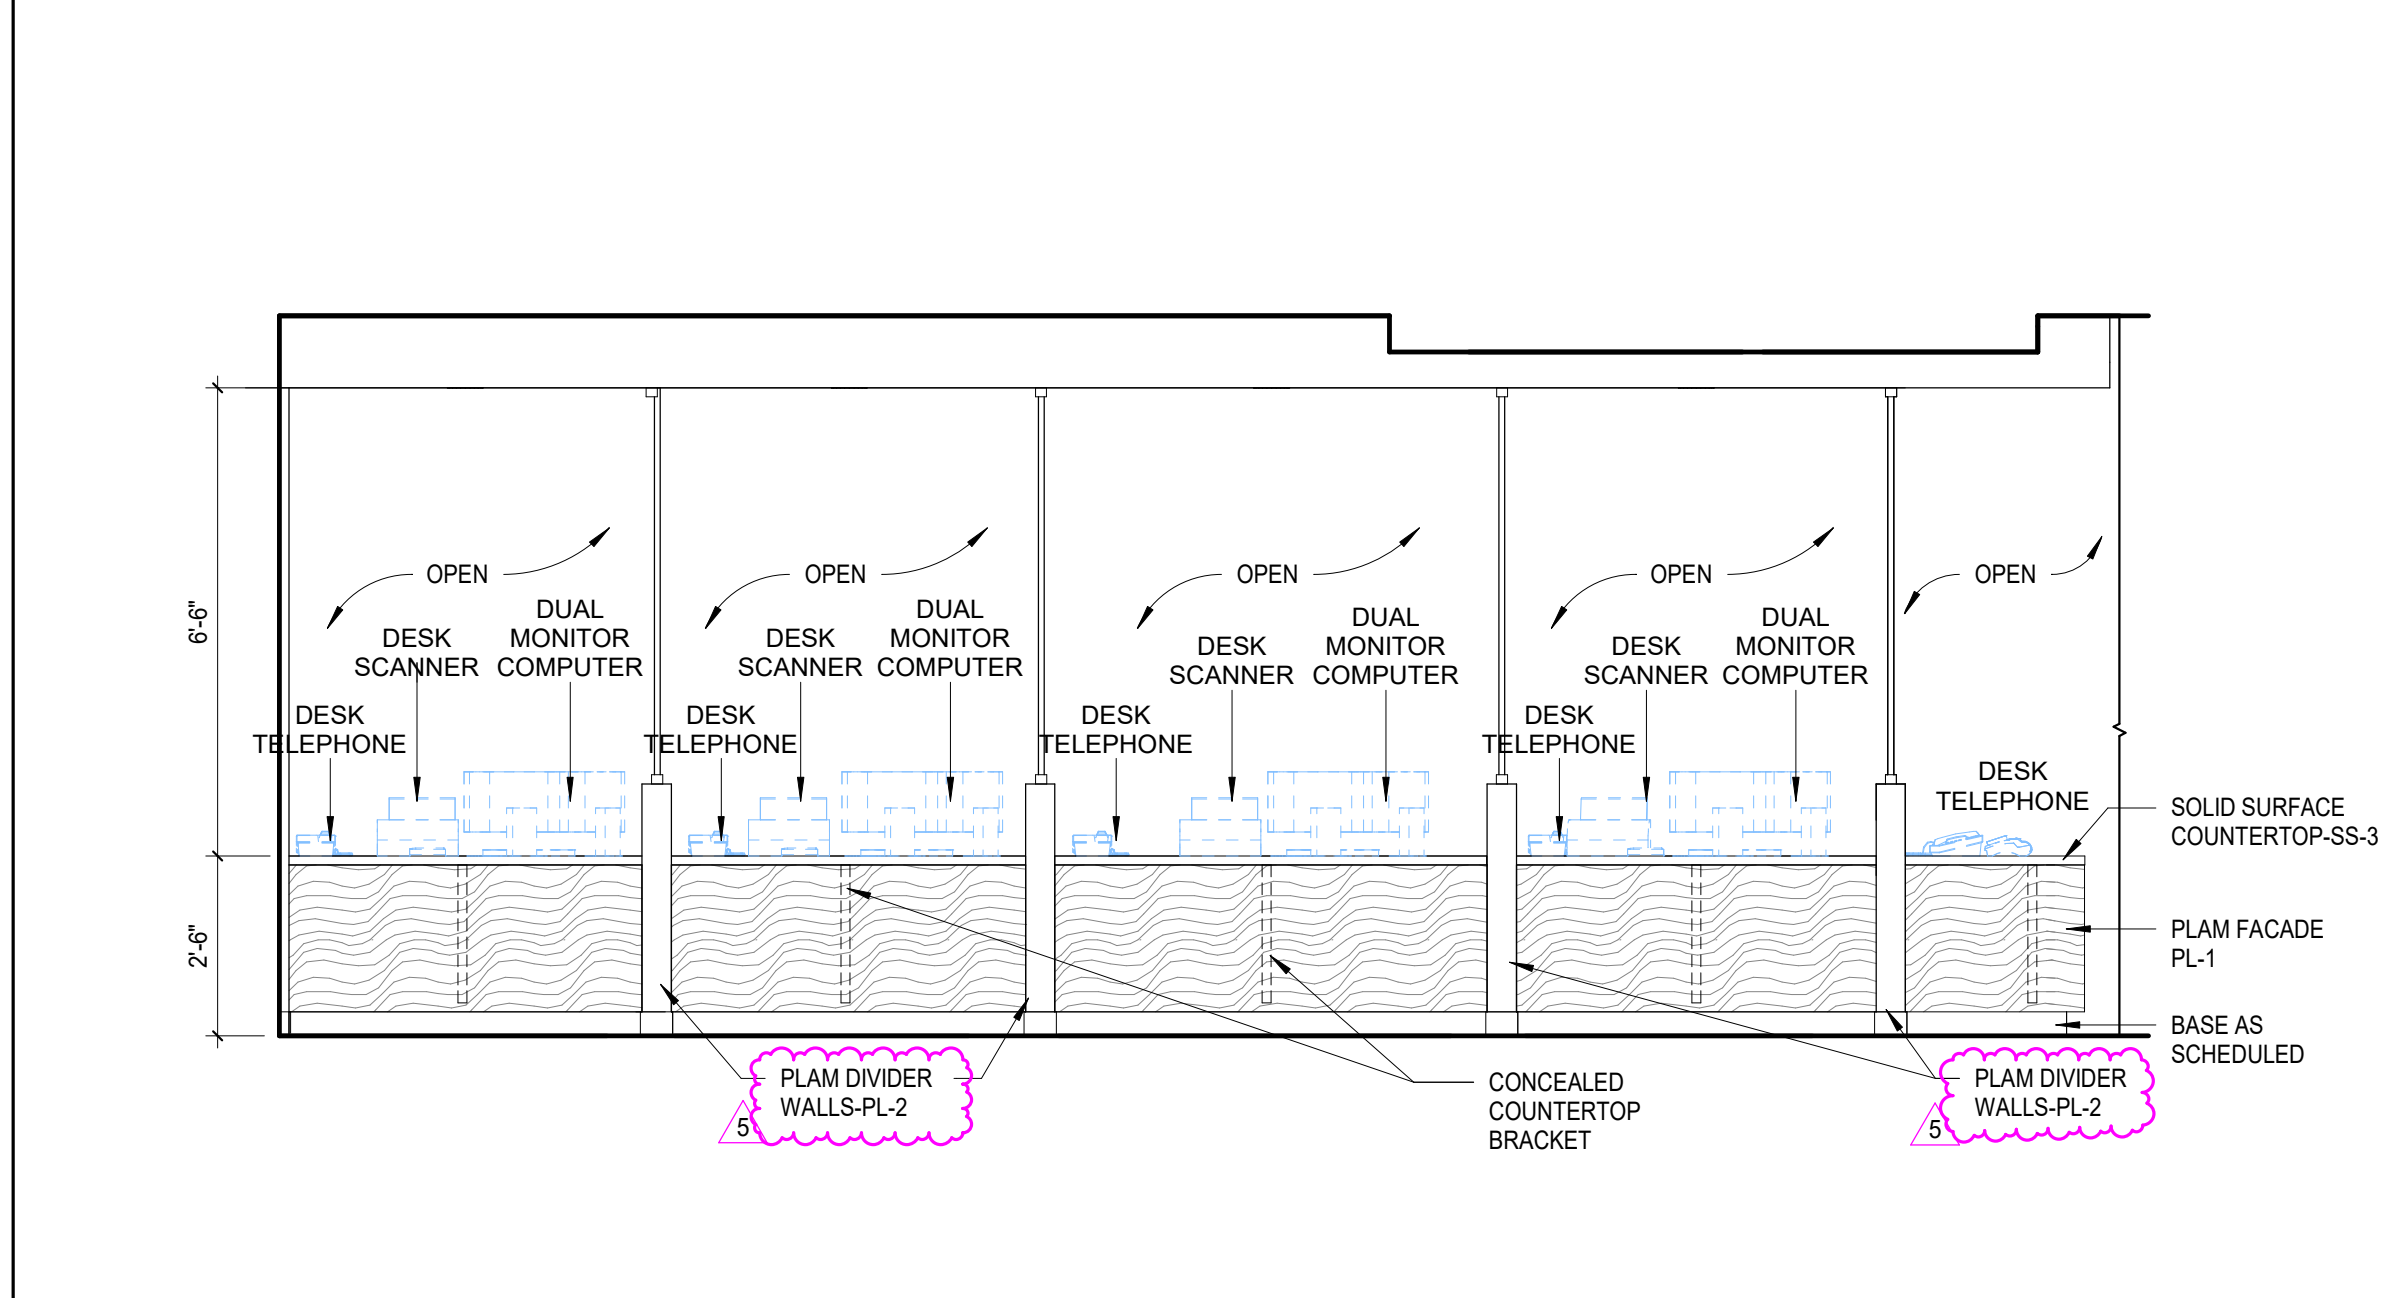 6'-6"
2'-6"
OPEN
OPEN
OPEN
OPEN
OPEN
DESK
TELEPHONE
DESK
SCANNER
DUAL
MONITOR
COMPUTER
DESK
TELEPHONE
DESK
SCANNER
DUAL
MONITOR
COMPUTER
DESK
TELEPHONE
DESK
SCANNER
DUAL
MONITOR
COMPUTER
DESK
TELEPHONE
DESK
SCANNER
DUAL
MONITOR
COMPUTER
DESK
TELEPHONE
SOLID SURFACE
COUNTERTOP-SS-3
PLAM FACADE
PL-1
BASE AS
SCHEDULED
PLAM DIVIDER
WALLS-PL-2
5
CONCEALED
COUNTERTOP
BRACKET
PLAM DIVIDER
WALLS-PL-2
5